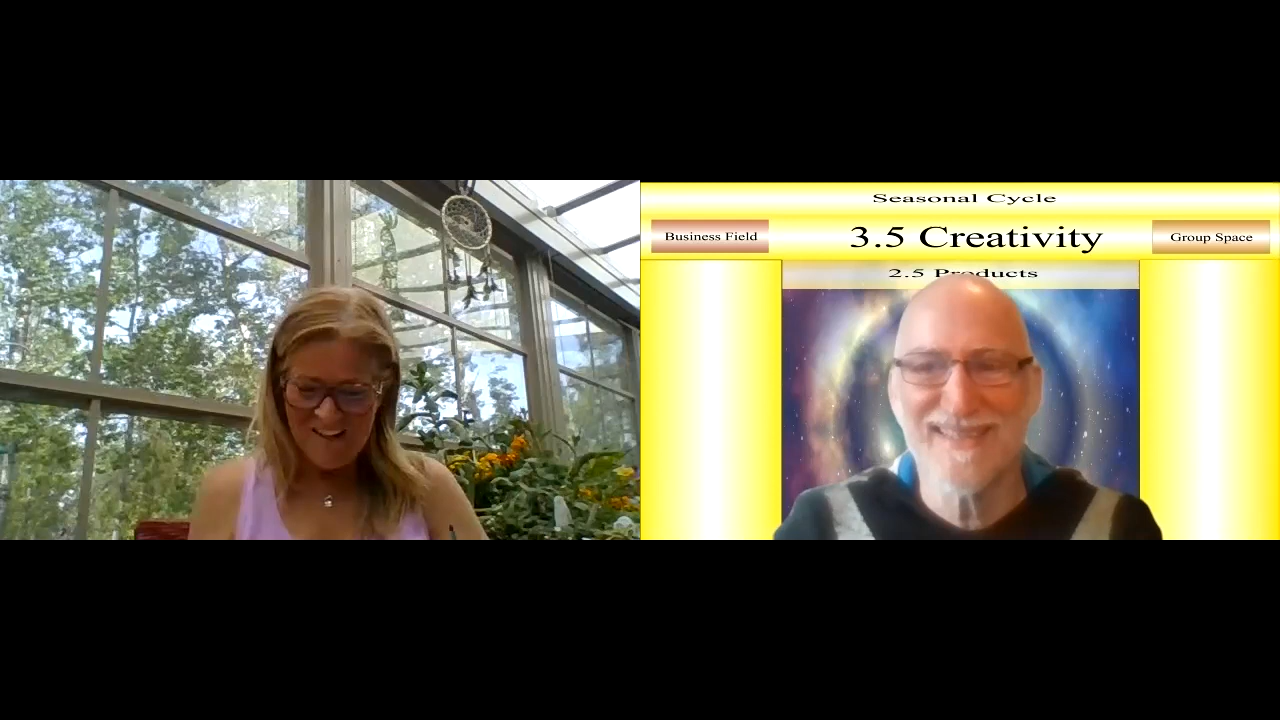 Seasonal Cycle
Business Field
3.5 Creativity
Group Space
2.5 Products